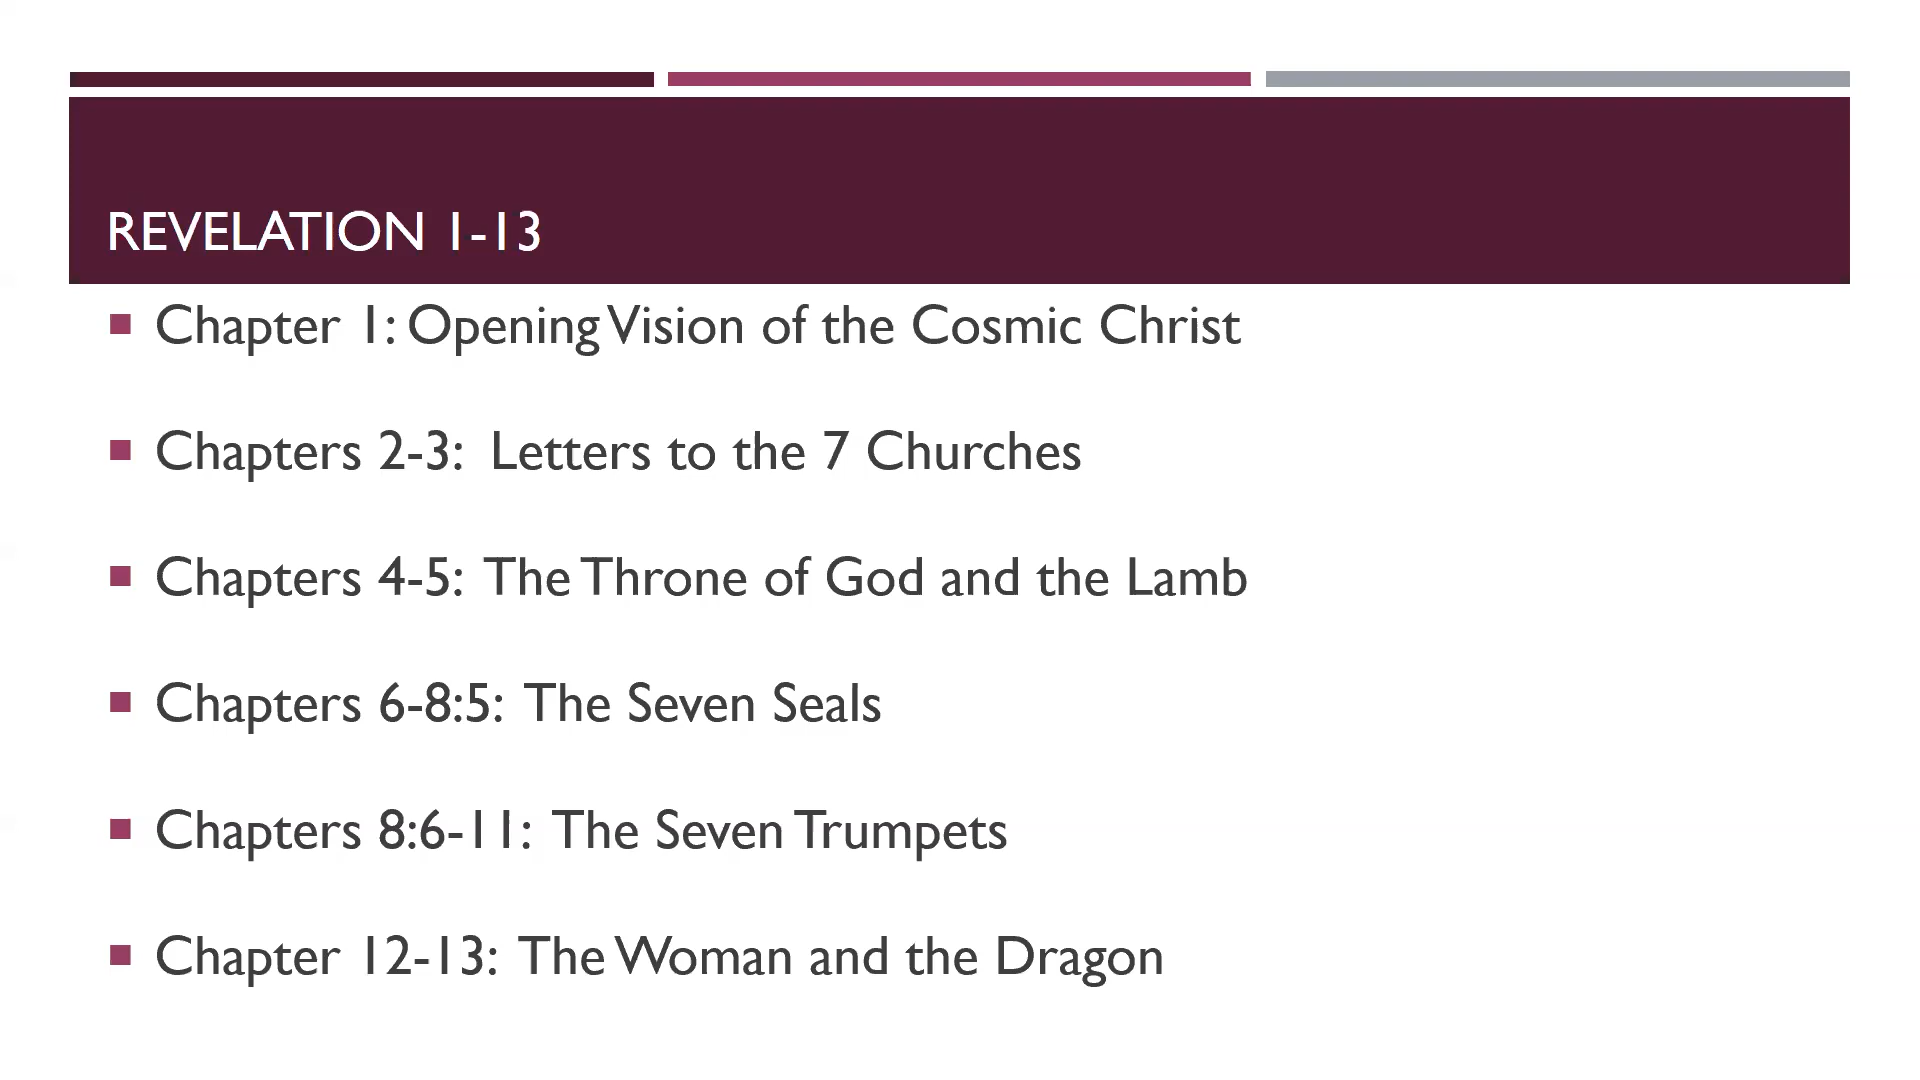 REVELATION 1-13
Chapter 1: Opening Vision of the Cosmic Christ
Chapters 2-3: Letters to the 7 Churches
Chapters 4-5: The Throne of God and the Lamb
Chapters 6-8:5: The Seven Seals
Chapters 8:6-11: The Seven Trumpets
Chapter 12-13: The Woman and the Dragon